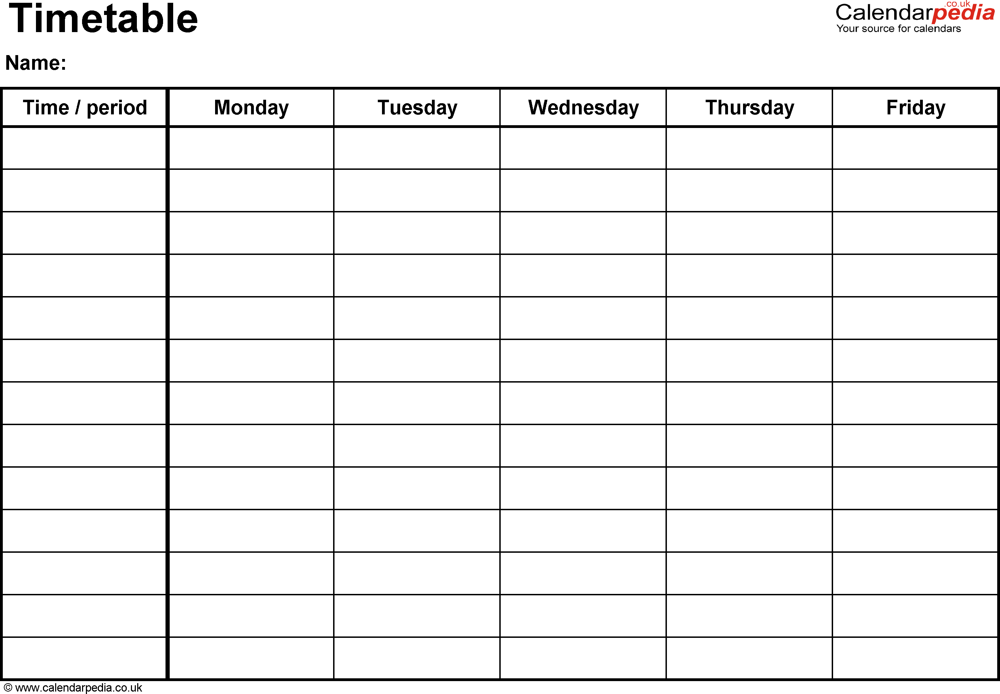 Timetable
Calendarpedia.co.uk
Your source for calendars
Name:
Time / period Monday Tuesday Wednesday Thursday Friday
© www.calendarpedia.co.uk